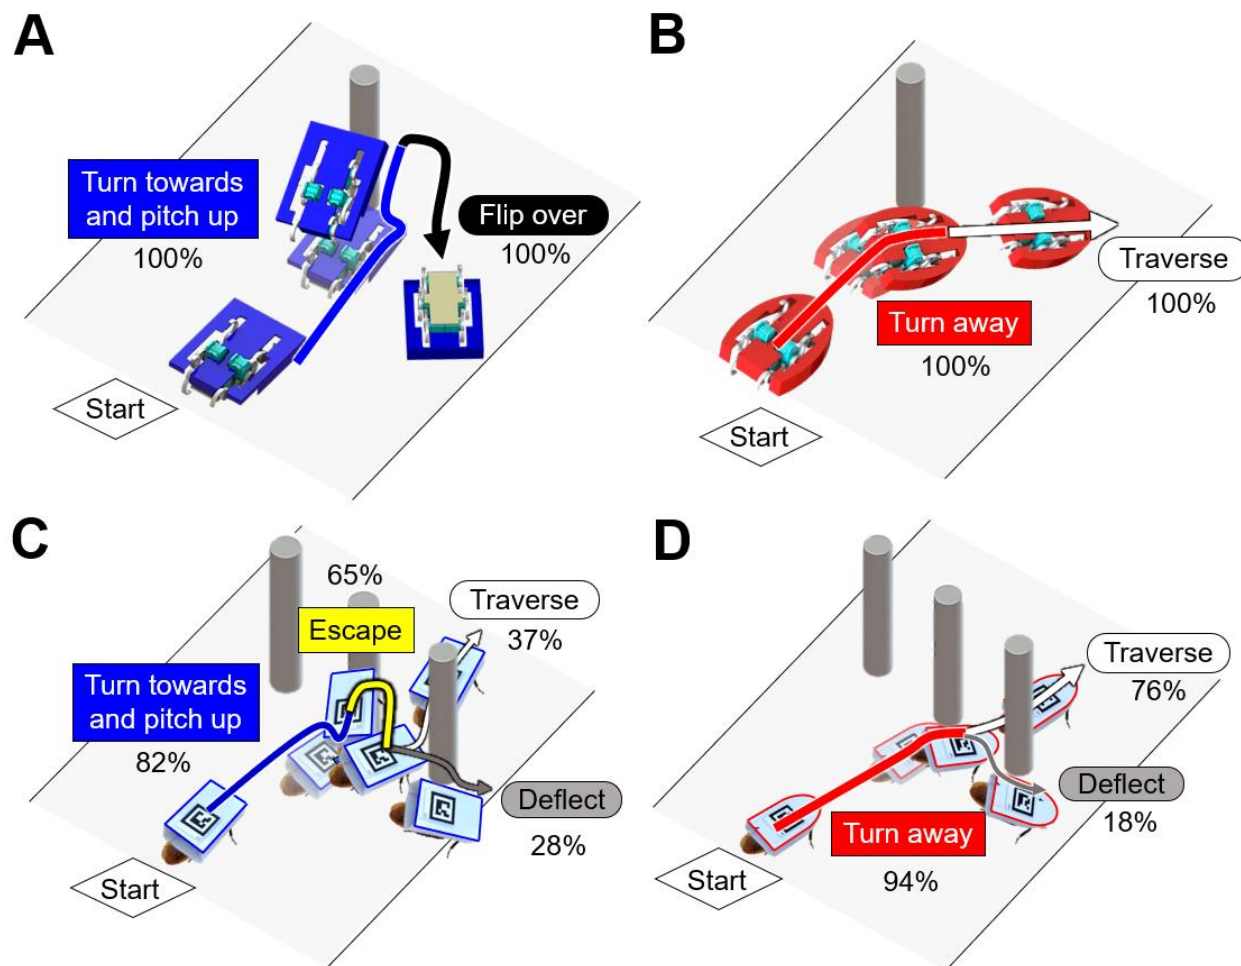 A
Turn towards
and pitch up
100%
Flip over
100%
Start
B
Traverse
100%
Turn away
100%
Start
C
65%
Escape
Traverse
37%
Turn towards
and pitch up
82%
Deflect
28%
Start
D
Traverse
76%
Deflect
18%
Turn away
94%
Start